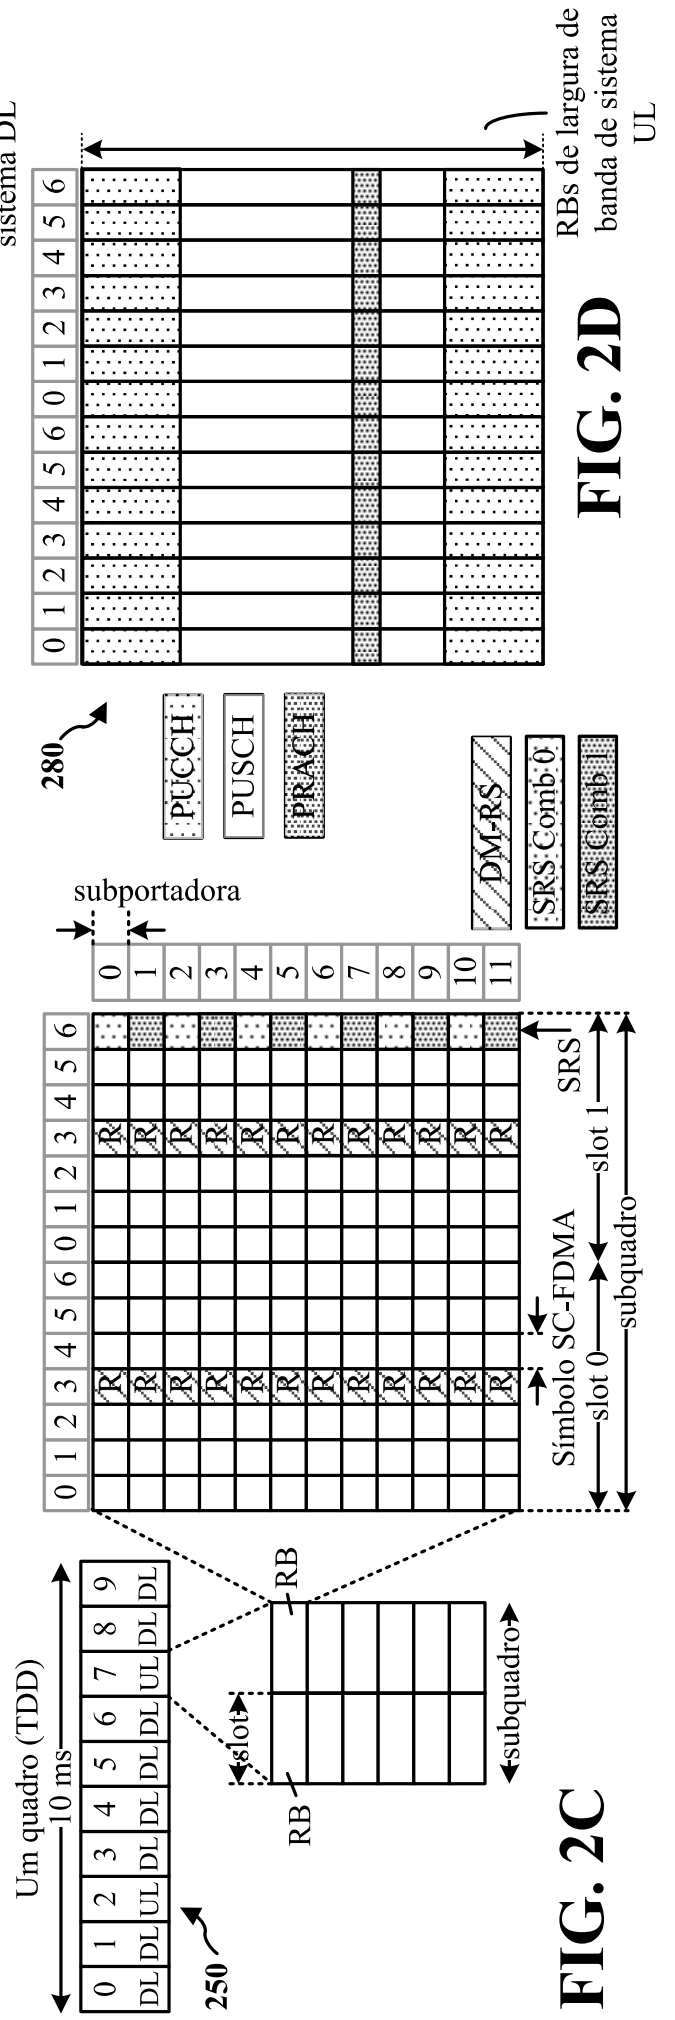 Um quadro (TDD)
10 ms
0 1 2 3 4 5 6 7 8 9
DL DL UL DL DL DL DL UL DL DL
250
slot
RB
RB
subquadro
FIG. 2C
0 1 2 3 4 5 6 0 1 2 3 4 5 6
subportadora
0
1
2
3
4
5
6
7
8
9
10
11
R R
R R
R R
R R
R R
R R
R R
R R
R R
R R
R R
R R
Símbolo SC-FDMA
SRS
slot 0
slot 1
subquadro
DM-RS
SRS Comb 0
SRS Comb 1
280
PUCCH
PUSCH
PRACH
sistema DL
0 1 2 3 4 5 6 0 1 2 3 4 5 6
RBs de largura de
banda de sistema
UL
FIG. 2D